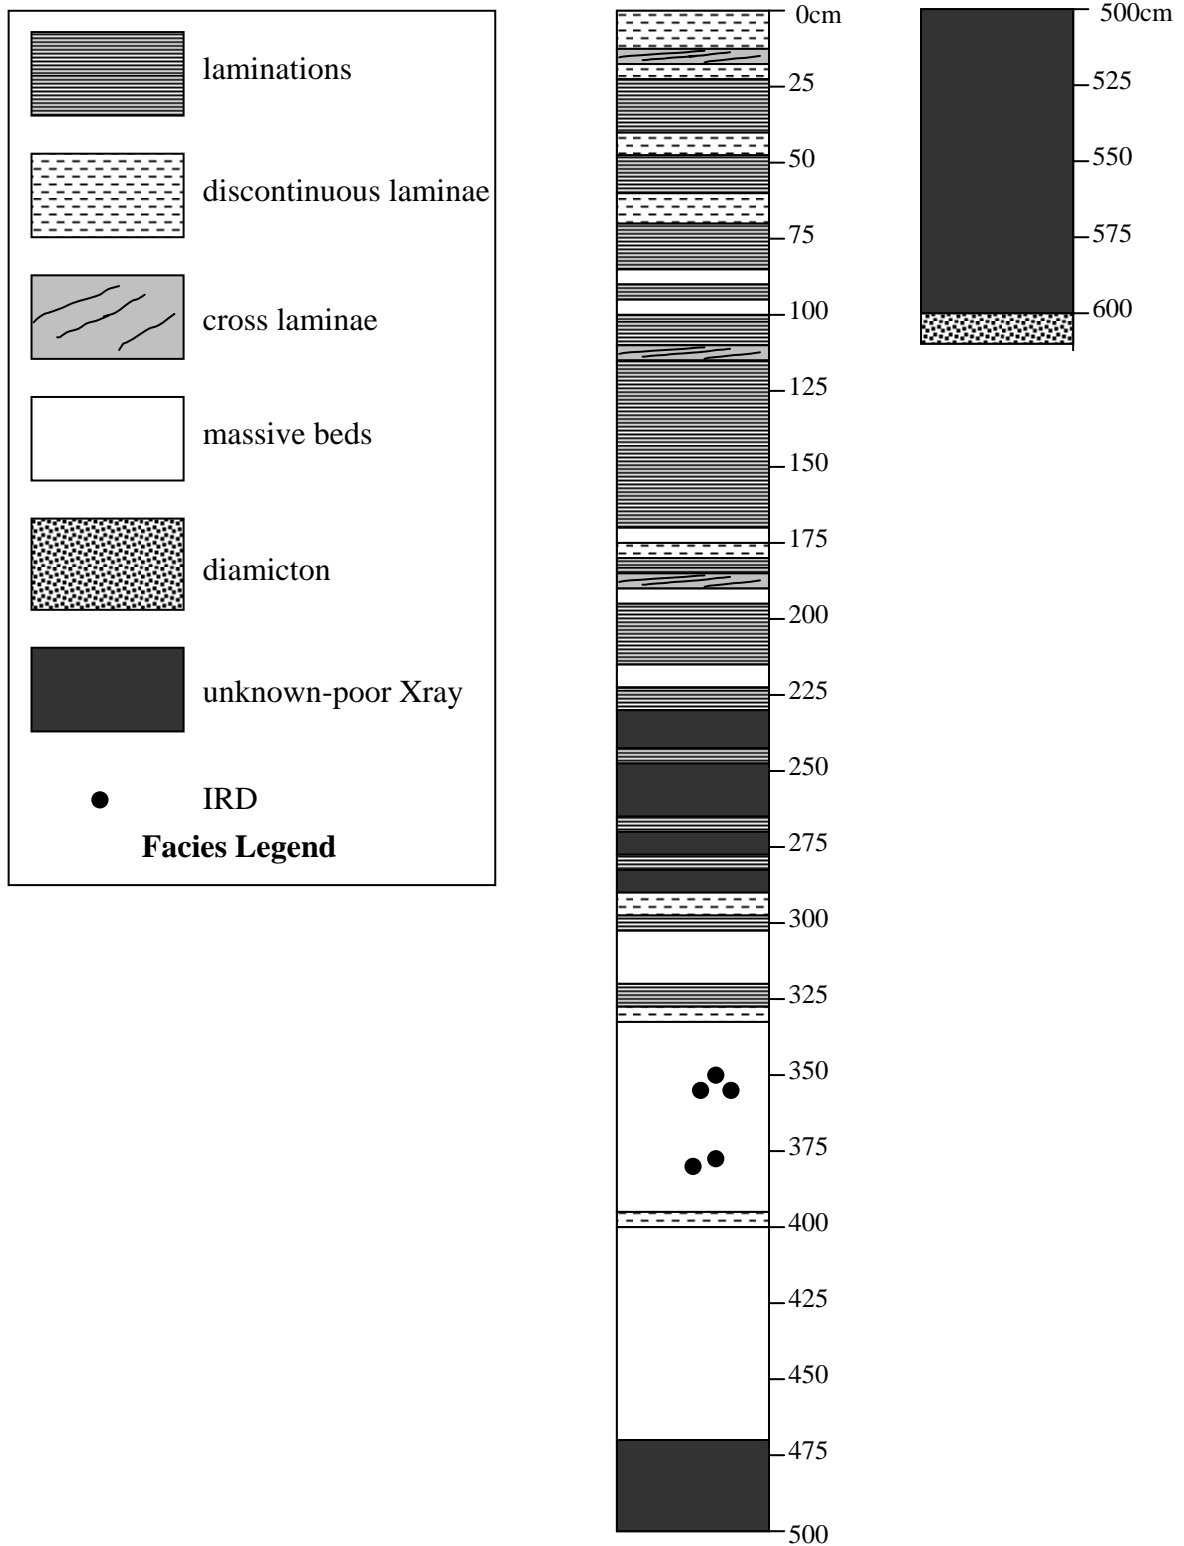 laminations
discontinuous laminae
cross laminae
massive beds
diamicton
unknown-poor Xray
IRD
Facies Legend
0cm
25
50
75
100
125
150
175
200
225
250
275
300
325
350
375
400
425
450
475
500
500cm
525
550
575
600